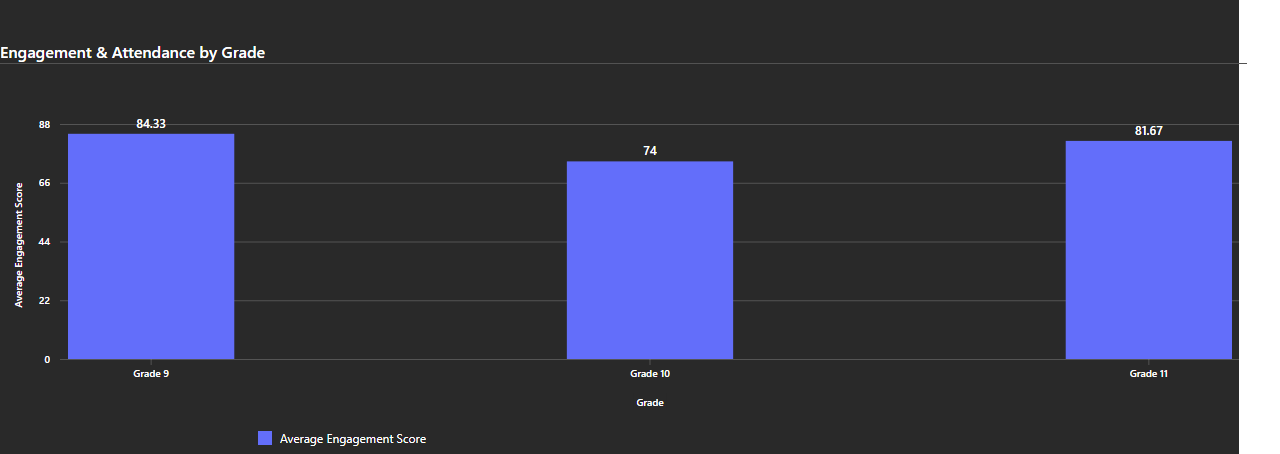 Engagement & Attendance by Grade
88
84.33
81.67
74
66
44
22
0
Average Engagement Score
Grade 9
Grade 10
Grade 11
Grade
Average Engagement Score